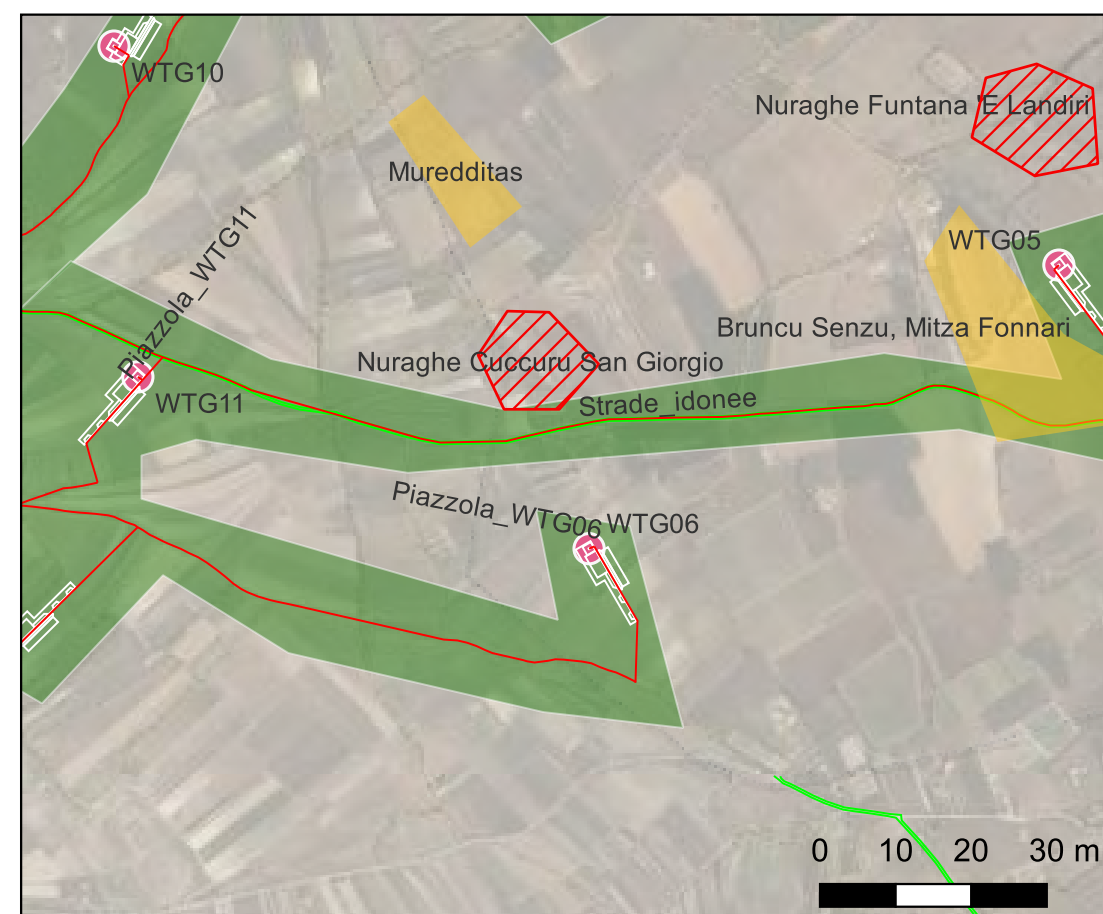 WTG10
Nuraghe Funtana 'E Landiri
Muredditas
Piazzola_WTG11
WTG05
Bruncu Senzu, Mitza Fonnari
Nuraghe Cuccuru San Giorgio
WTG11
Strade_idonee
Piazzola_WTG06
WTG06
0 10 20 30 m